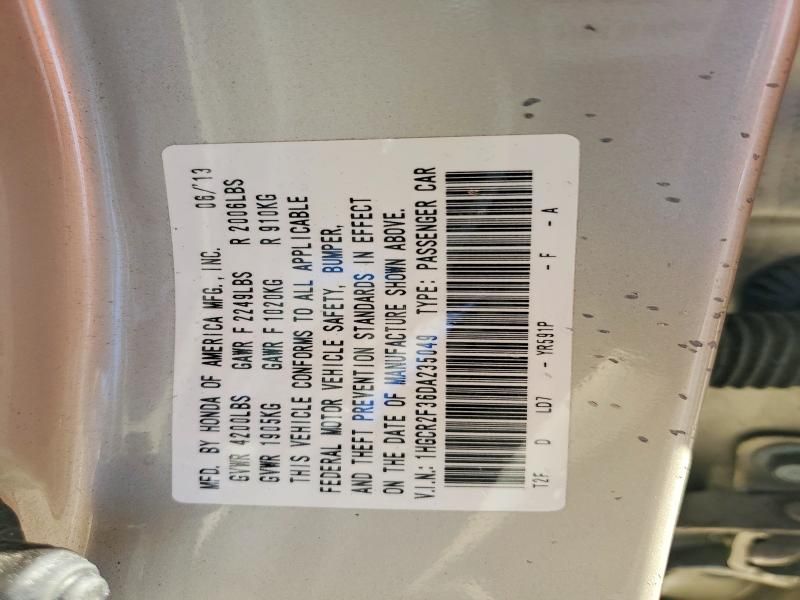 MFD. BY HONDA OF AMERICA MFG., INC. 06/'13
GVWR 4200LBS GAWR F 2249LBS R 2006LBS
GVWR 1905KG GAWR F 1020KG R 910KG
THIS VEHICLE CONFORMS TO ALL APPLICABLE
FEDERAL MOTOR VEHICLE SAFETY, BUMPER,
AND THEFT PREVENTION STANDARDS IN EFFECT
ON THE DATE OF MANUFACTURE SHOWN ABOVE.
V.I.N.: 1HGCR2F36DA235049 TYPE: PASSENGER CAR
T2F D LD7 - YR591P - F - A